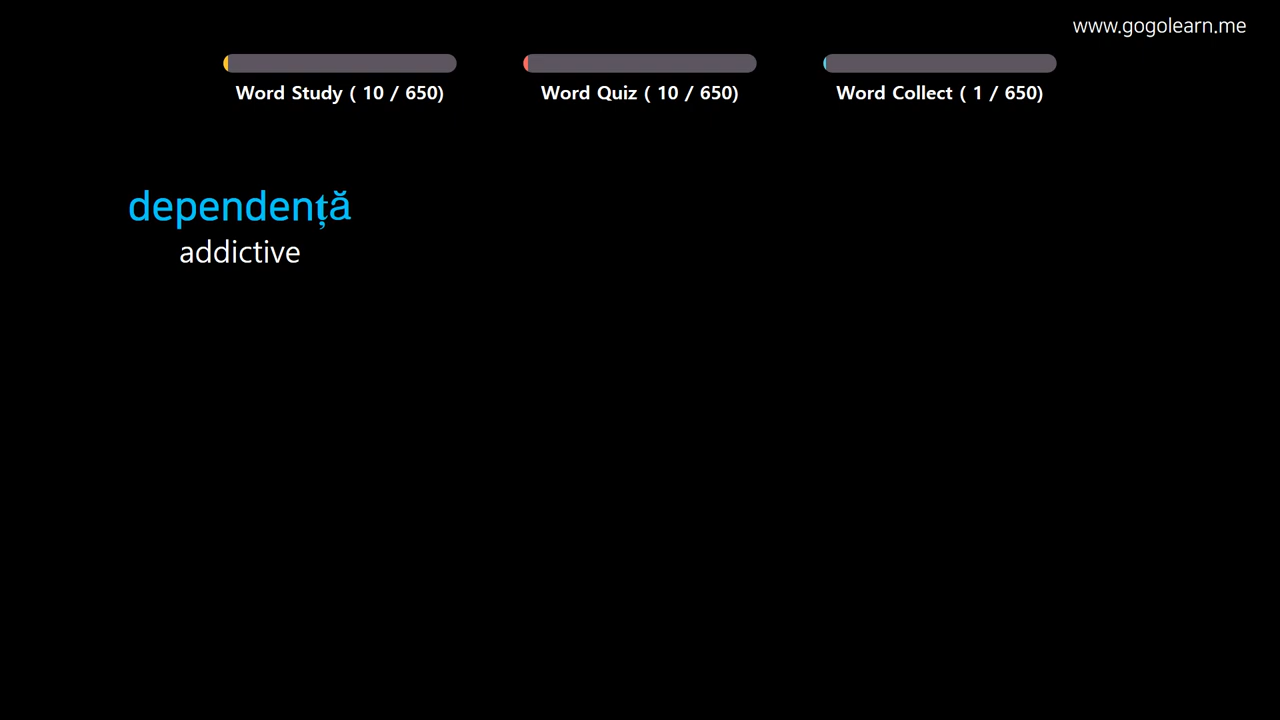 www.gogolearn.me
Word Study ( 10 / 650)
Word Quiz ( 10 / 650)
Word Collect ( 1 / 650)
dependență
addictive